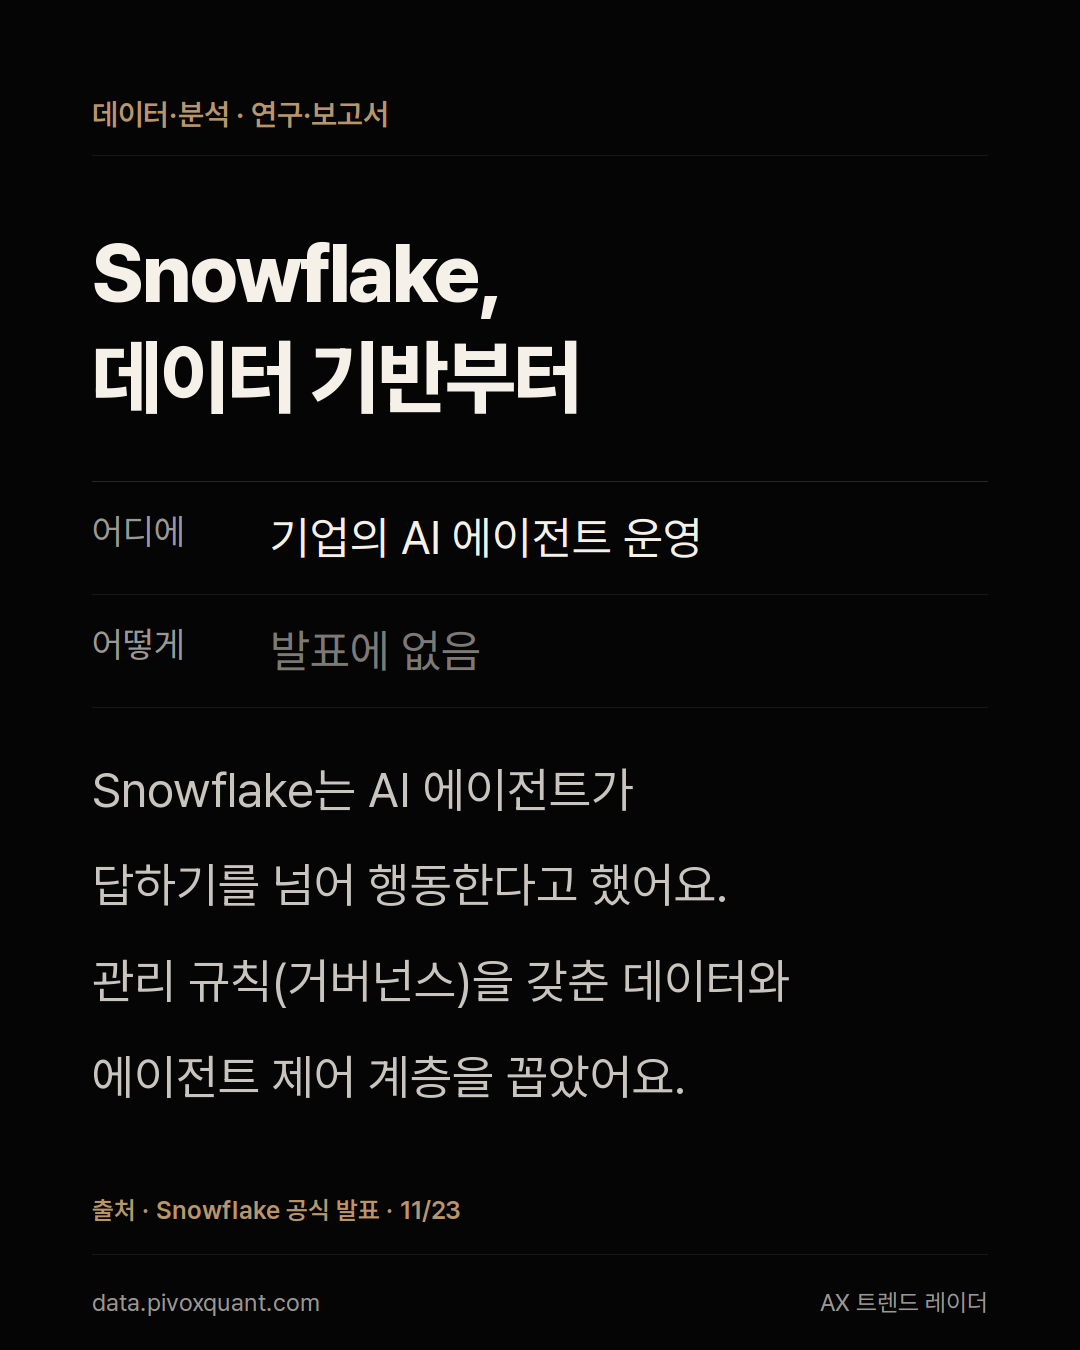 데이터·분석 · 연구·보고서
Snowflake,
데이터 기반부터
어디에 기업의 AI 에이전트 운영
어떻게 발표에 없음
Snowflake는 AI 에이전트가
답하기를 넘어 행동한다고 했어요.
관리 규칙(거버넌스)을 갖춘 데이터와
에이전트 제어 계층을 꼽았어요.
출처 · Snowflake 공식 발표 · 11/23
data.pivoxquant.com AX 트렌드 레이더